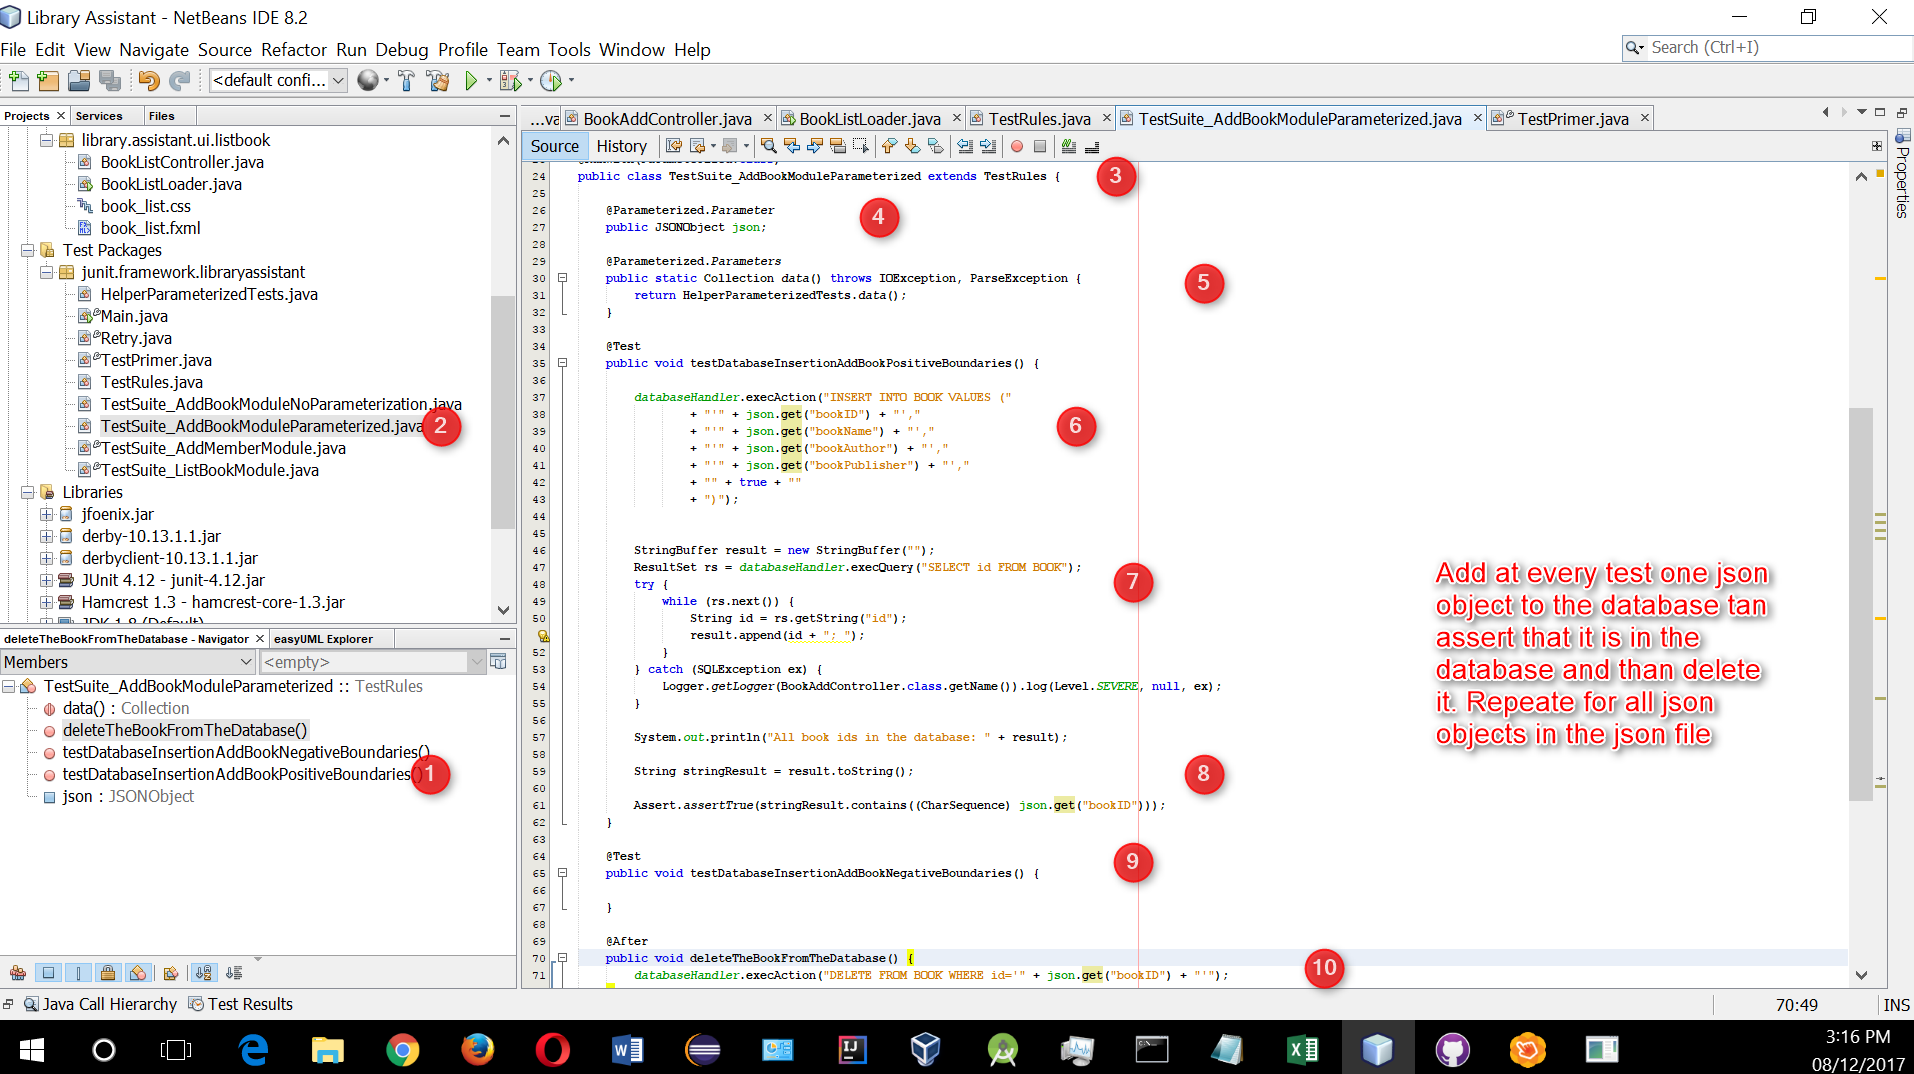 Library Assistant - NetBeans IDE 8.2
File Edit View Navigate Source Refactor Run Debug Profile Team Tools Window Help
Search (Ctrl+I)
<default confi...
Projects
Services
Files
library.assistant.ui.listbook
BookListController.java
BookListLoader.java
book_list.css
book_list.fxml
Test Packages
junit.framework.libraryassistant
HelperParameterizedTests.java
Main.java
Retry.java
TestPrimer.java
TestRules.java
TestSuite_AddBookModuleNoParameterization.java
TestSuite_AddBookModuleParameterized.java
2
TestSuite_AddMemberModule.java
TestSuite_ListBookModule.java
Libraries
jfoenix.jar
derby-10.13.1.1.jar
derbyclient-10.13.1.1.jar
JUnit 4.12 - junit-4.12.jar
Hamcrest 1.3 - hamcrest-core-1.3.jar
JDK 1.8 (Default)
deleteTheBookFromTheDatabase - Navigator
easyUML Explorer
Members
<empty>
TestSuite_AddBookModuleParameterized :: TestRules
data() : Collection
deleteTheBookFromTheDatabase()
testDatabaseInsertionAddBookNegativeBoundaries()
testDatabaseInsertionAddBookPositiveBoundaries()
1
json : JSONObject
...va
BookAddController.java
BookListLoader.java
TestRules.java
TestSuite_AddBookModuleParameterized.java
TestPrimer.java
Source
History
Properties
24 public class TestSuite_AddBookModuleParameterized extends TestRules {
3
25
26 @Parameterized.Parameter
4
27 public JSONObject json;
28
29 @Parameterized.Parameters
30 public static Collection data() throws IOException, ParseException {
5
31 return HelperParameterizedTests.data();
32 }
33
34 @Test
35 public void testDatabaseInsertionAddBookPositiveBoundaries() {
36
37 databaseHandler.execAction("INSERT INTO BOOK VALUES ("
38 + "'" + json.get("bookID") + "',"
39 + "'" + json.get("bookName") + "',"
6
40 + "'" + json.get("bookAuthor") + "',"
41 + "'" + json.get("bookPublisher") + "',"
42 + "" + true + ""
43 + ")");
44
45
46 StringBuffer result = new StringBuffer("");
47 ResultSet rs = databaseHandler.execQuery("SELECT id FROM BOOK");
48 try {
7
49 while (rs.next()) {
50 String id = rs.getString("id");
result.append(id + "; ");
52 }
53 } catch (SQLException ex) {
54 Logger.getLogger(BookAddController.class.getName()).log(Level.SEVERE, null, ex);
55 }
56
57 System.out.println("All book ids in the database: " + result);
58
59 String stringResult = result.toString();
8
60
61 Assert.assertTrue(stringResult.contains((CharSequence) json.get("bookID")));
62 }
63
64 @Test
9
65 public void testDatabaseInsertionAddBookNegativeBoundaries() {
66
67 }
68
69 @After
70 public void deleteTheBookFromTheDatabase() {
71 databaseHandler.execAction("DELETE FROM BOOK WHERE id='" + json.get("bookID") + "'");
10
Add at every test one json
object to the database tan
assert that it is in the
database and than delete
it. Repeate for all json
objects in the json file
Java Call Hierarchy
Test Results
70:49
INS
3:16 PM
08/12/2017